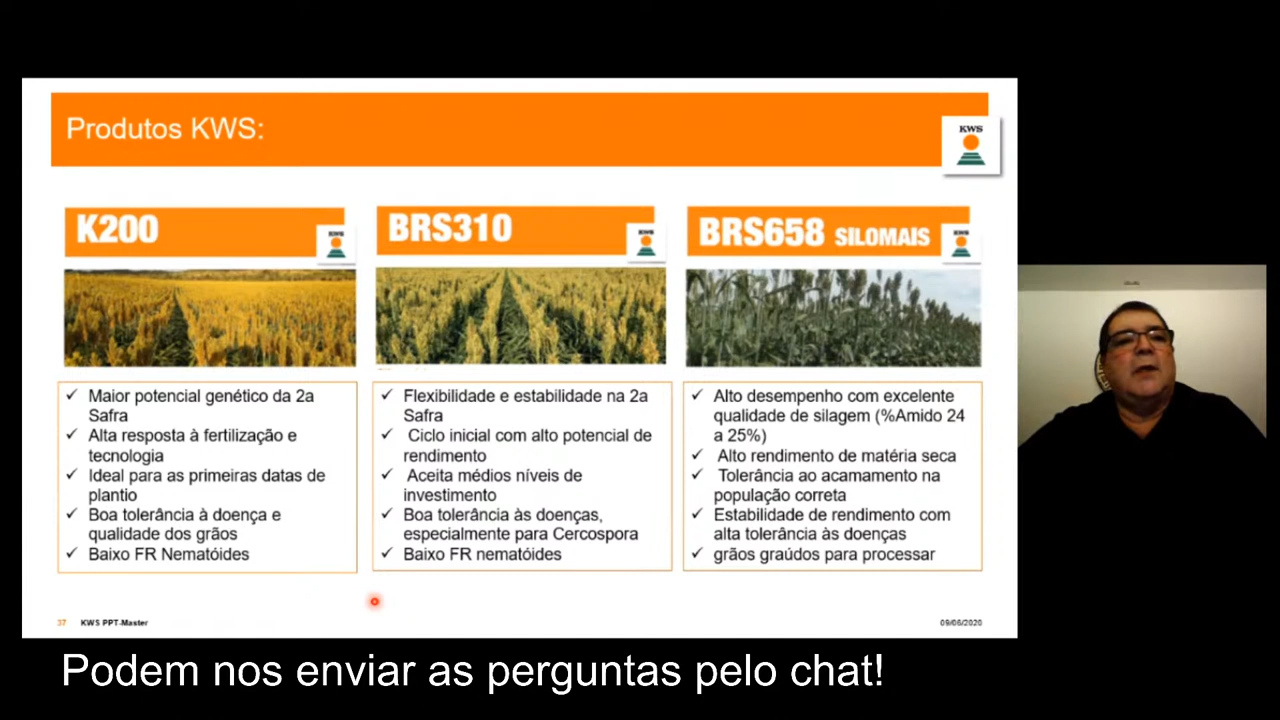 Produtos KWS:
KWS
K200
KWS
Maior potencial genético da 2a
Safra
Alta resposta à fertilização e
tecnologia
Ideal para as primeiras datas de
plantio
Boa tolerância à doença e
qualidade dos grãos
Baixo FR Nematóides
BRS310
KWS
Flexibilidade e estabilidade na 2a
Safra
Ciclo inicial com alto potencial de
rendimento
Aceita médios níveis de
investimento
Boa tolerância às doenças,
especialmente para Cercospora
Baixo FR nematóides
BRS658 SILOMAIS
KWS
Alto desempenho com excelente
qualidade de silagem (%Amido 24
a 25%)
Alto rendimento de matéria seca
Tolerância ao acamamento na
população correta
Estabilidade de rendimento com
alta tolerância às doenças
grãos graúdos para processar
37 KWS PPT-Master
09/06/2020
Podem nos enviar as perguntas pelo chat!